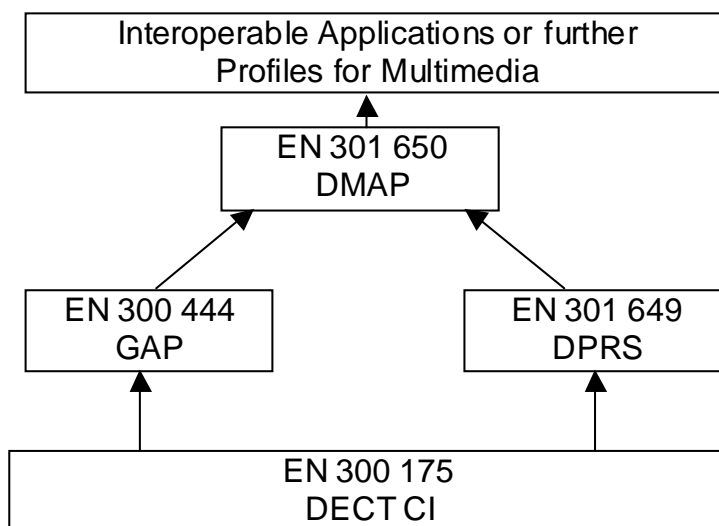 Interoperable Applications or further
Profiles for Multimedia
EN 301 650
DMAP
EN 300 444
GAP
EN 301 649
DPRS
EN 300 175
DECT CI